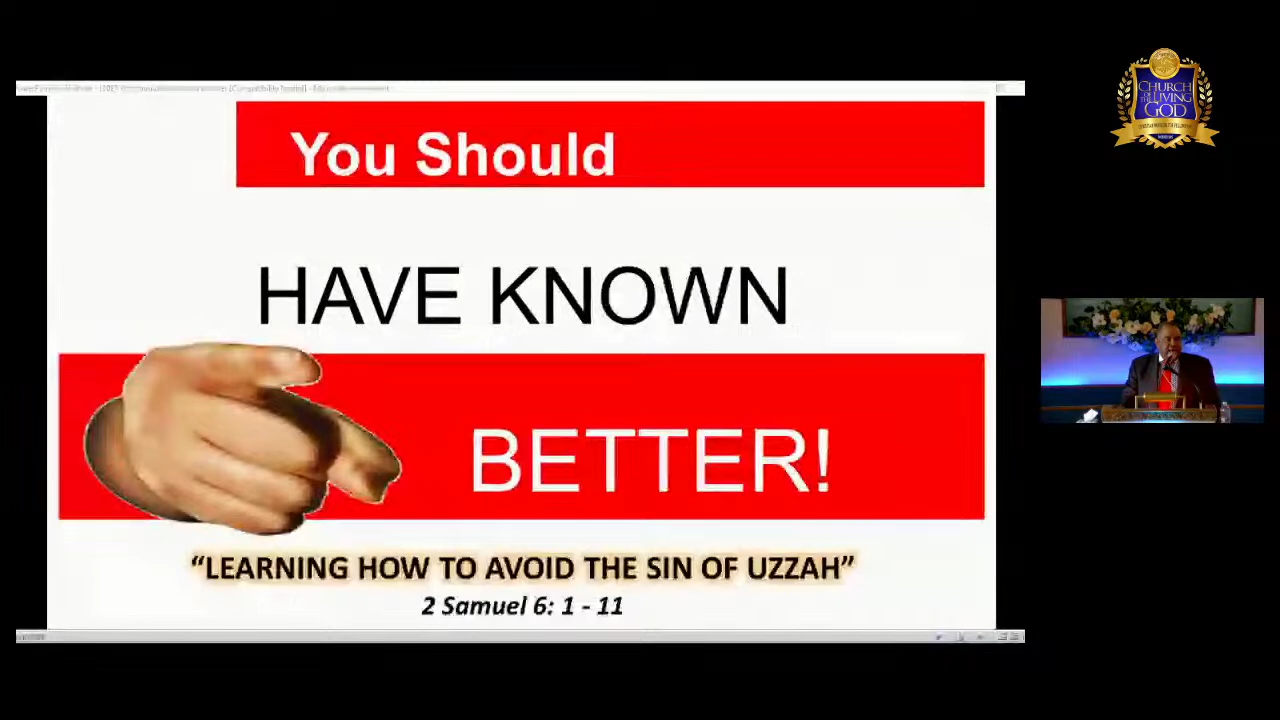 You Should
HAVE KNOWN
BETTER!
“LEARNING HOW TO AVOID THE SIN OF UZZAH”
2 Samuel 6: 1 - 11
CHURCH
OF THE LIVING
GOD